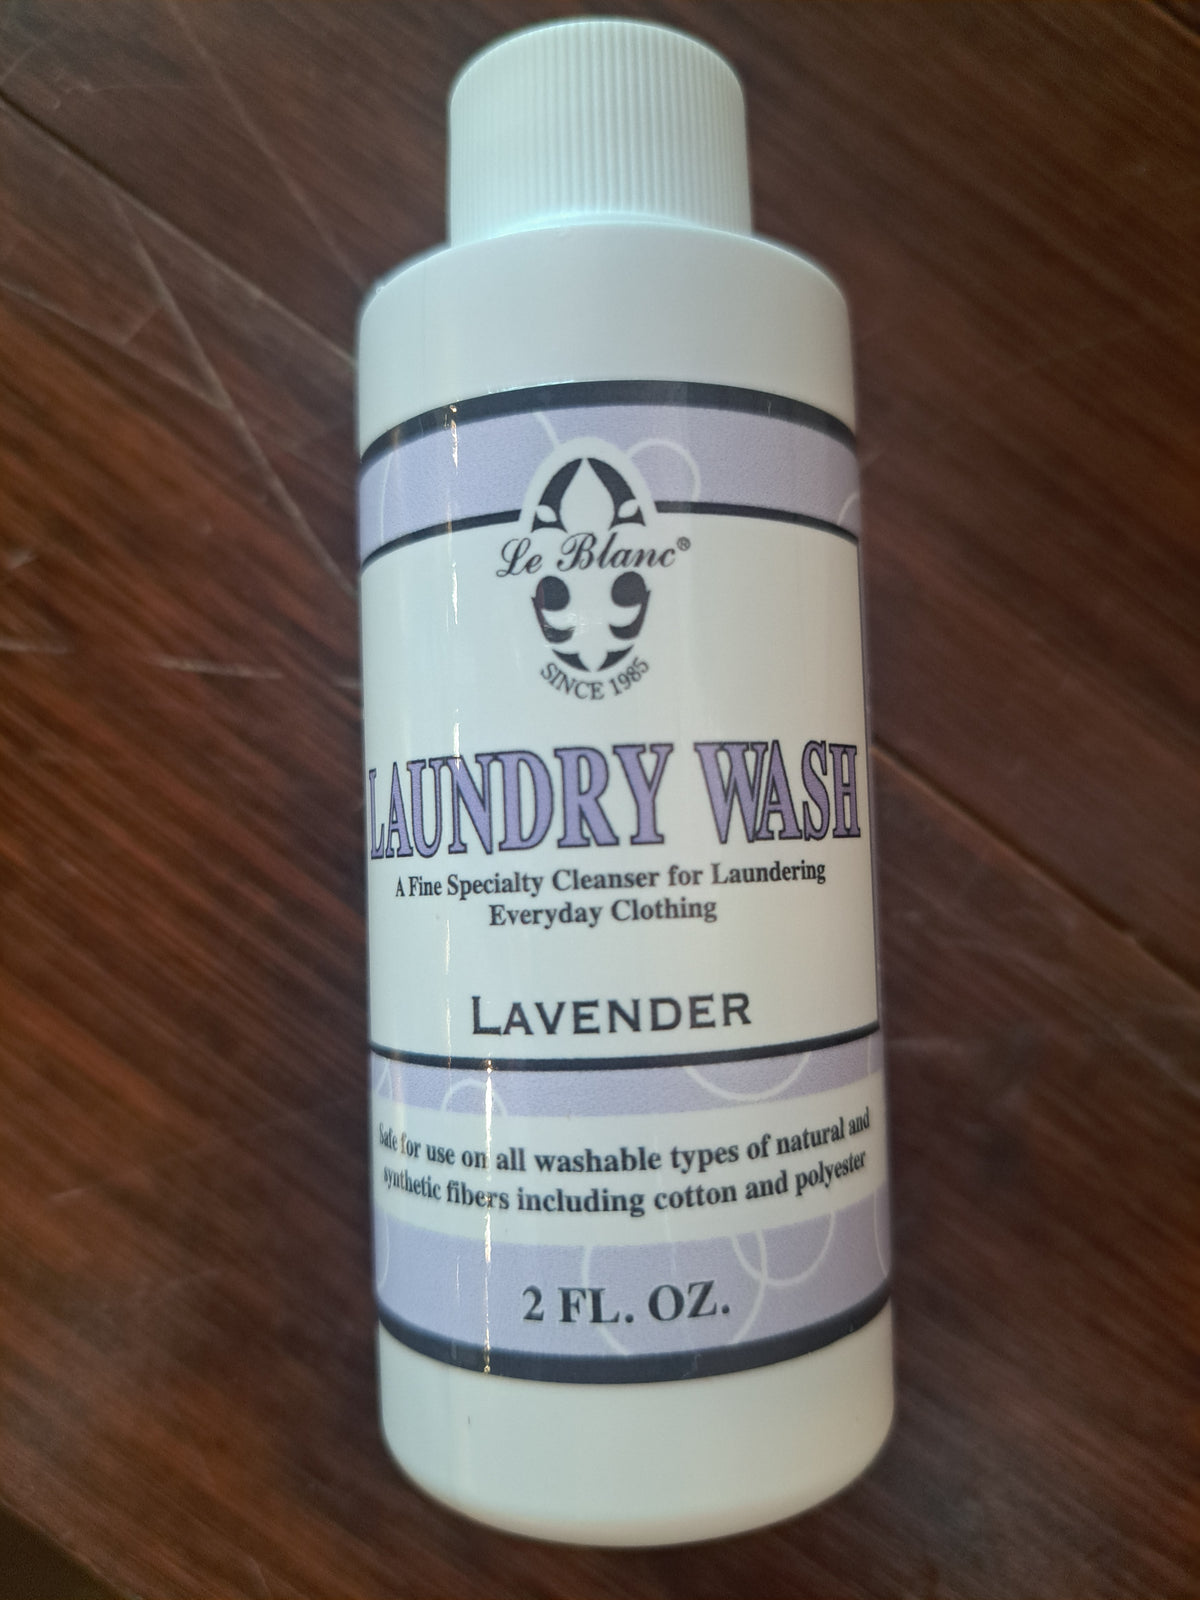 Le Blanc®
SINCE 1985
LAUNDRY WASH
A Fine Specialty Cleanser for Laundering
Everyday Clothing
LAVENDER
Safe for use on all washable types of natural and
synthetic fibers including cotton and polyester
2 FL. OZ.